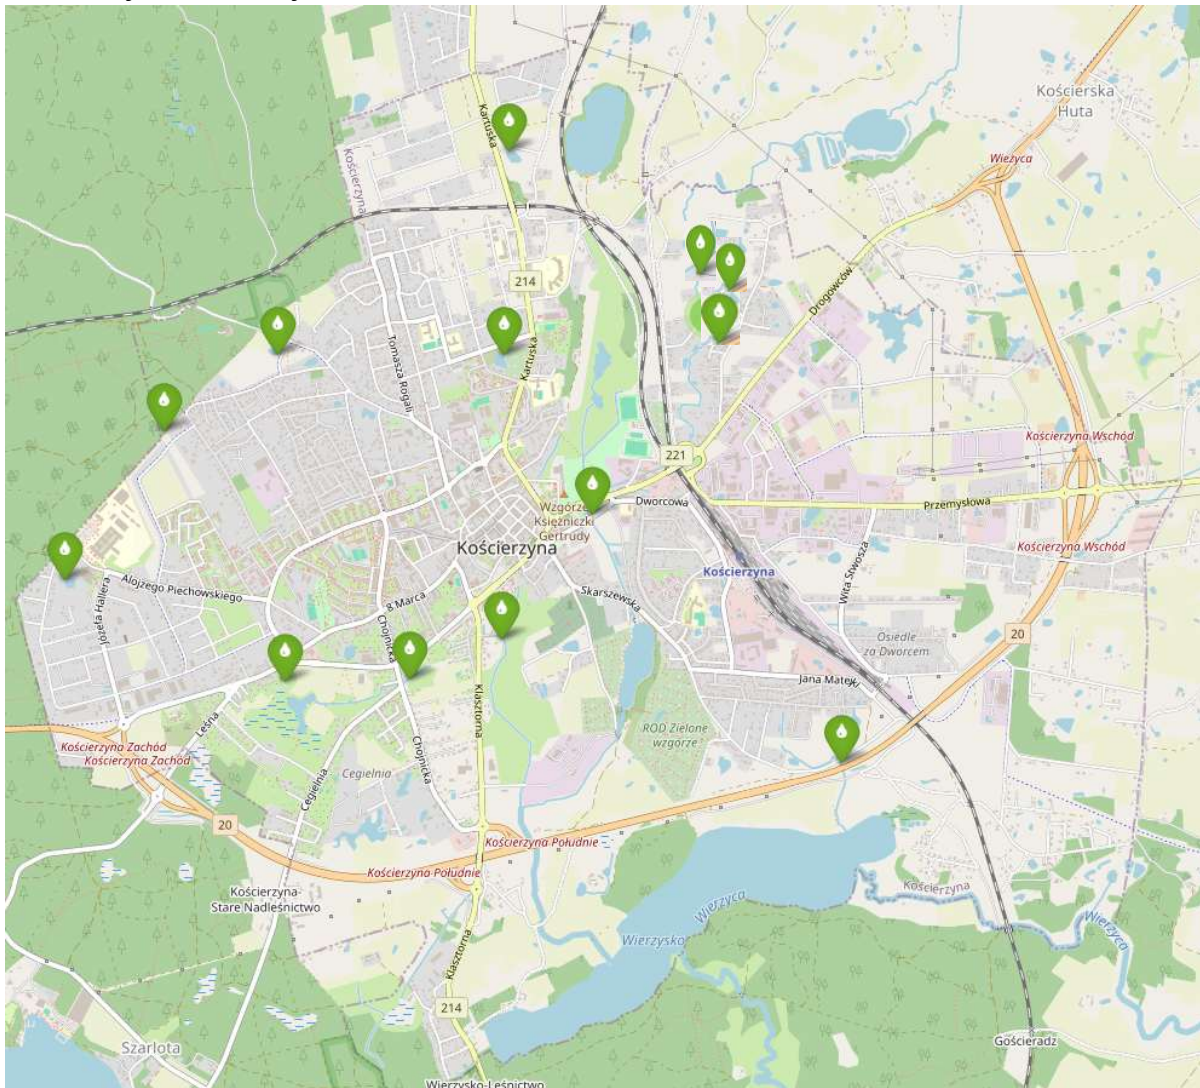 Kartuska
Kościerska
Huta
Kościerzyna
Wieżyca
214
Drogowców
Tomasza Rogali
Kartuska
Kościerzyna Wschód
221
Przemysłowa
Dworcowa
Wzgórze
Księżniczki
Gertrudy
Kościerzyna
Kościerzyna Wschód
Kościerzyna
Wita Stwosza
Alojzego Piechowskiego
Józefa Hallera
8 Marca
Skarszewska
Chojnicka
20
Osiedle
za Dworcem
Jana Matejki
Klasztorna
Leśna
ROD Zielone
wzgórze
Kościerzyna Zachód
Kościerzyna Zachód
Chojnicka
Cegielnia
Cegielnia
20
Kościerzyna Południe
Kościerzyna Południe
Kościerzyna-
Stare Nadleśnictwo
Kościerzyna
Wierzyca
Wierzyca
Wierzysko
Klasztorna
214
Gościeradz
Szarlota
Wierzysko-Leśnictwo